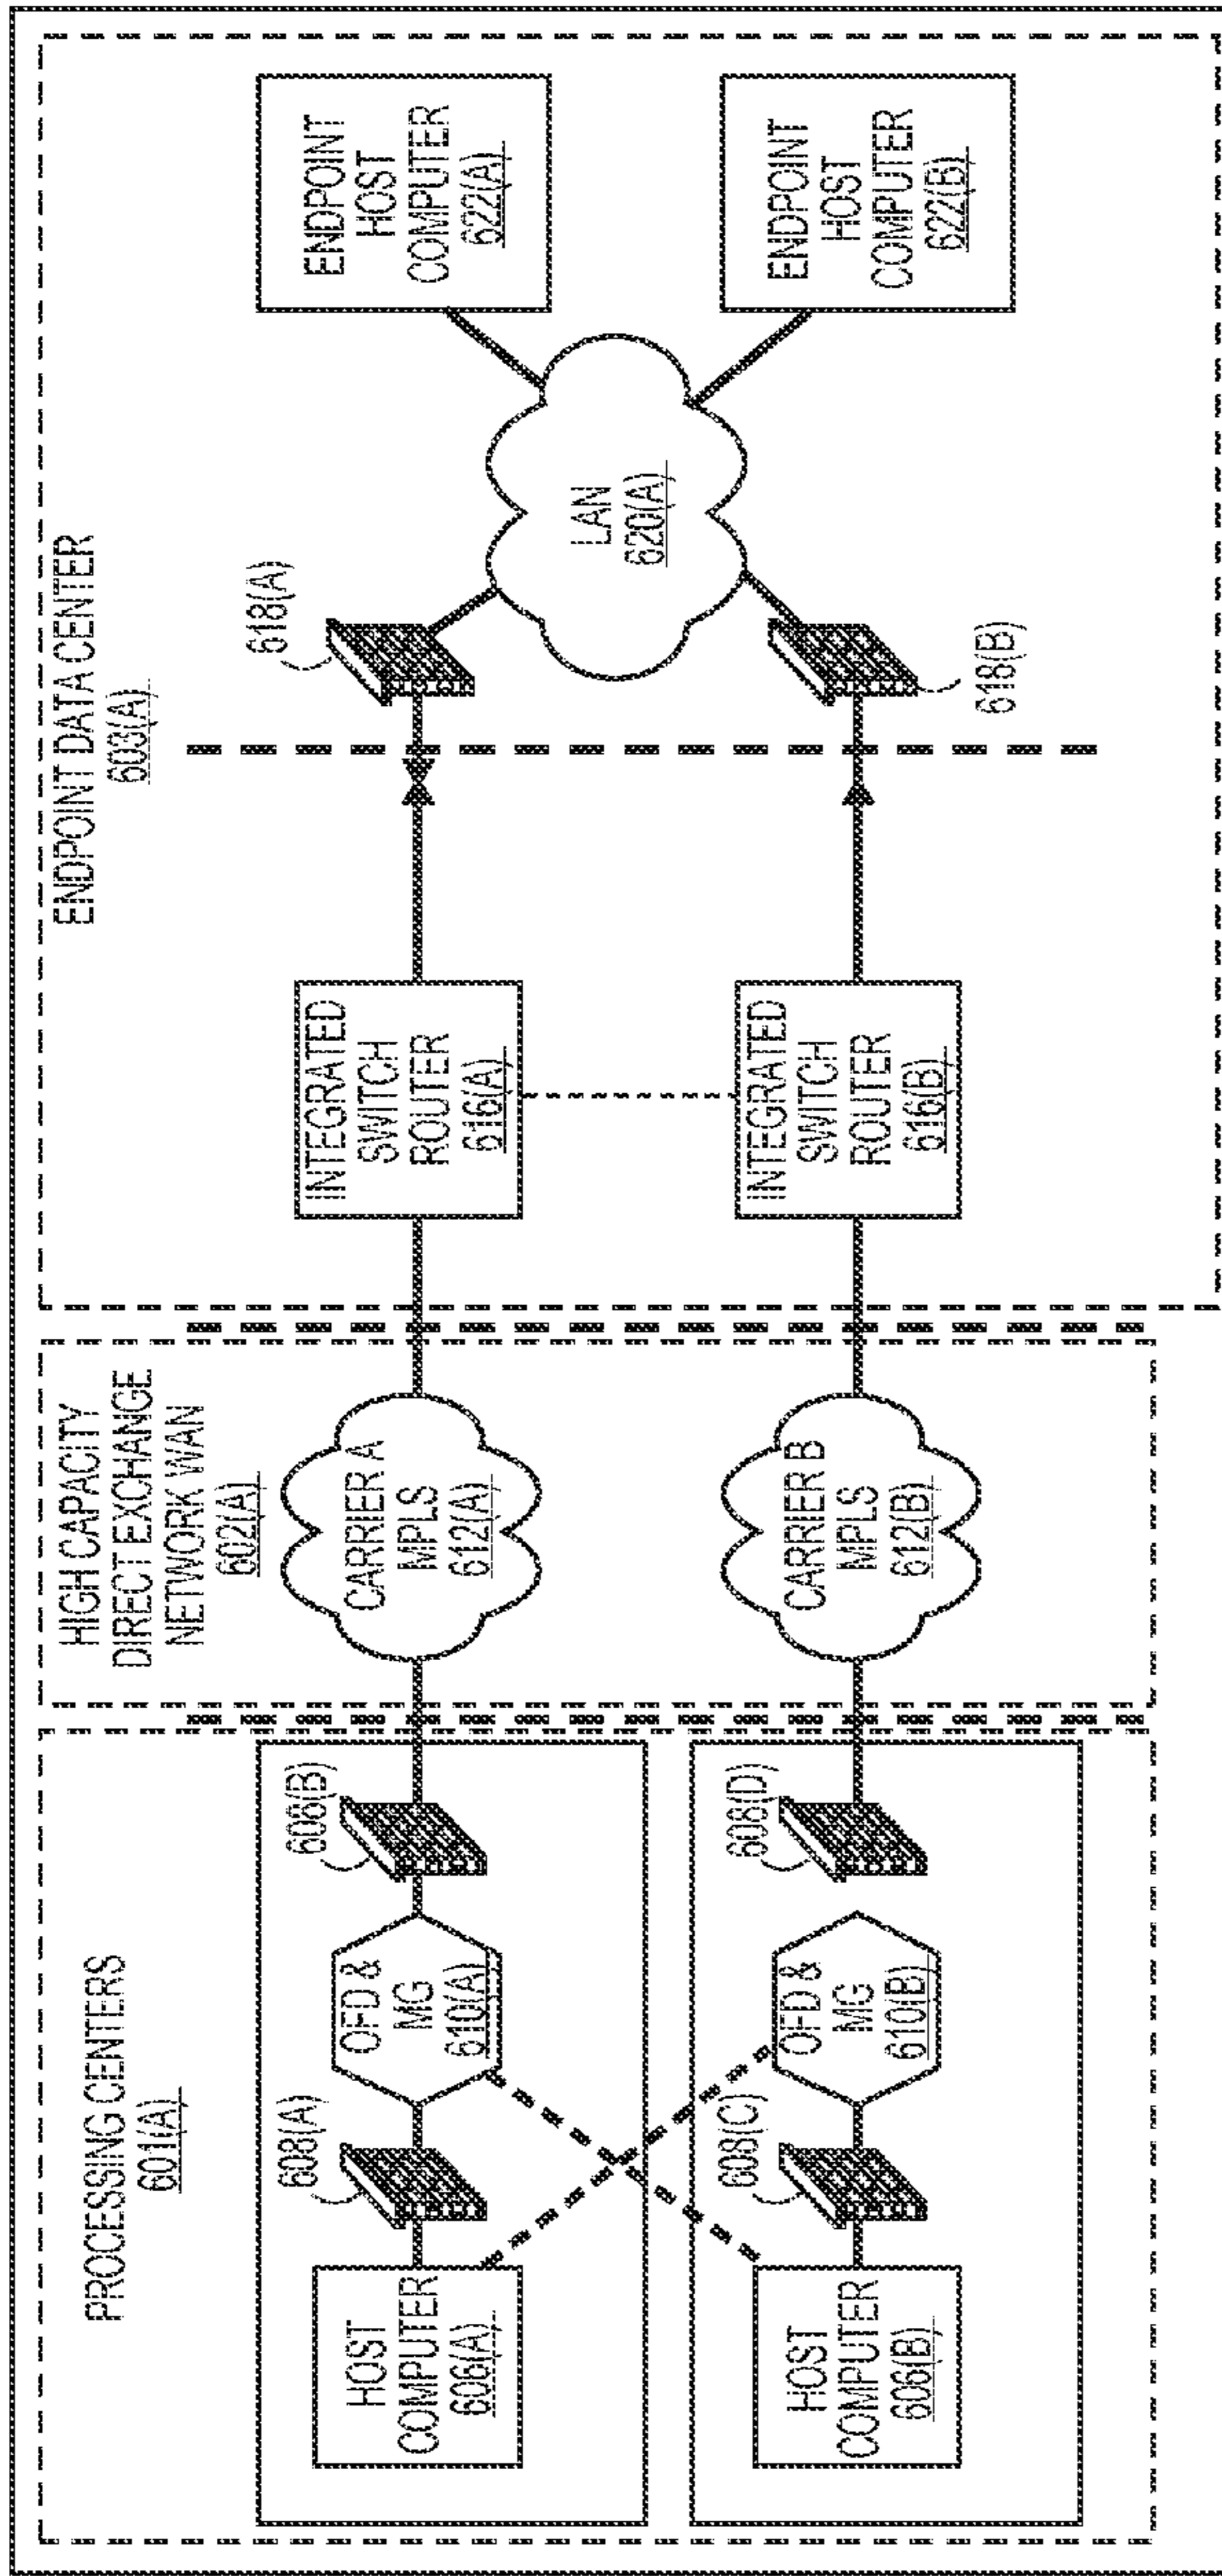 PROCESSING CENTERS
601(A)
HOST
COMPUTER
606(A)
608(A)
OFD &
MG
610(A)
608(B)
HOST
COMPUTER
606(B)
608(C)
OFD &
MG
610(B)
608(D)
HIGH CAPACITY
DIRECT EXCHANGE
NETWORK WAN
602(A)
CARRIER A
MPLS
612(A)
CARRIER B
MPLS
612(B)
ENDPOINT DATA CENTER
603(A)
INTEGRATED
SWITCH
ROUTER
616(A)
INTEGRATED
SWITCH
ROUTER
616(B)
618(A)
618(B)
LAN
620(A)
ENDPOINT
HOST
COMPUTER
622(A)
ENDPOINT
HOST
COMPUTER
622(B)